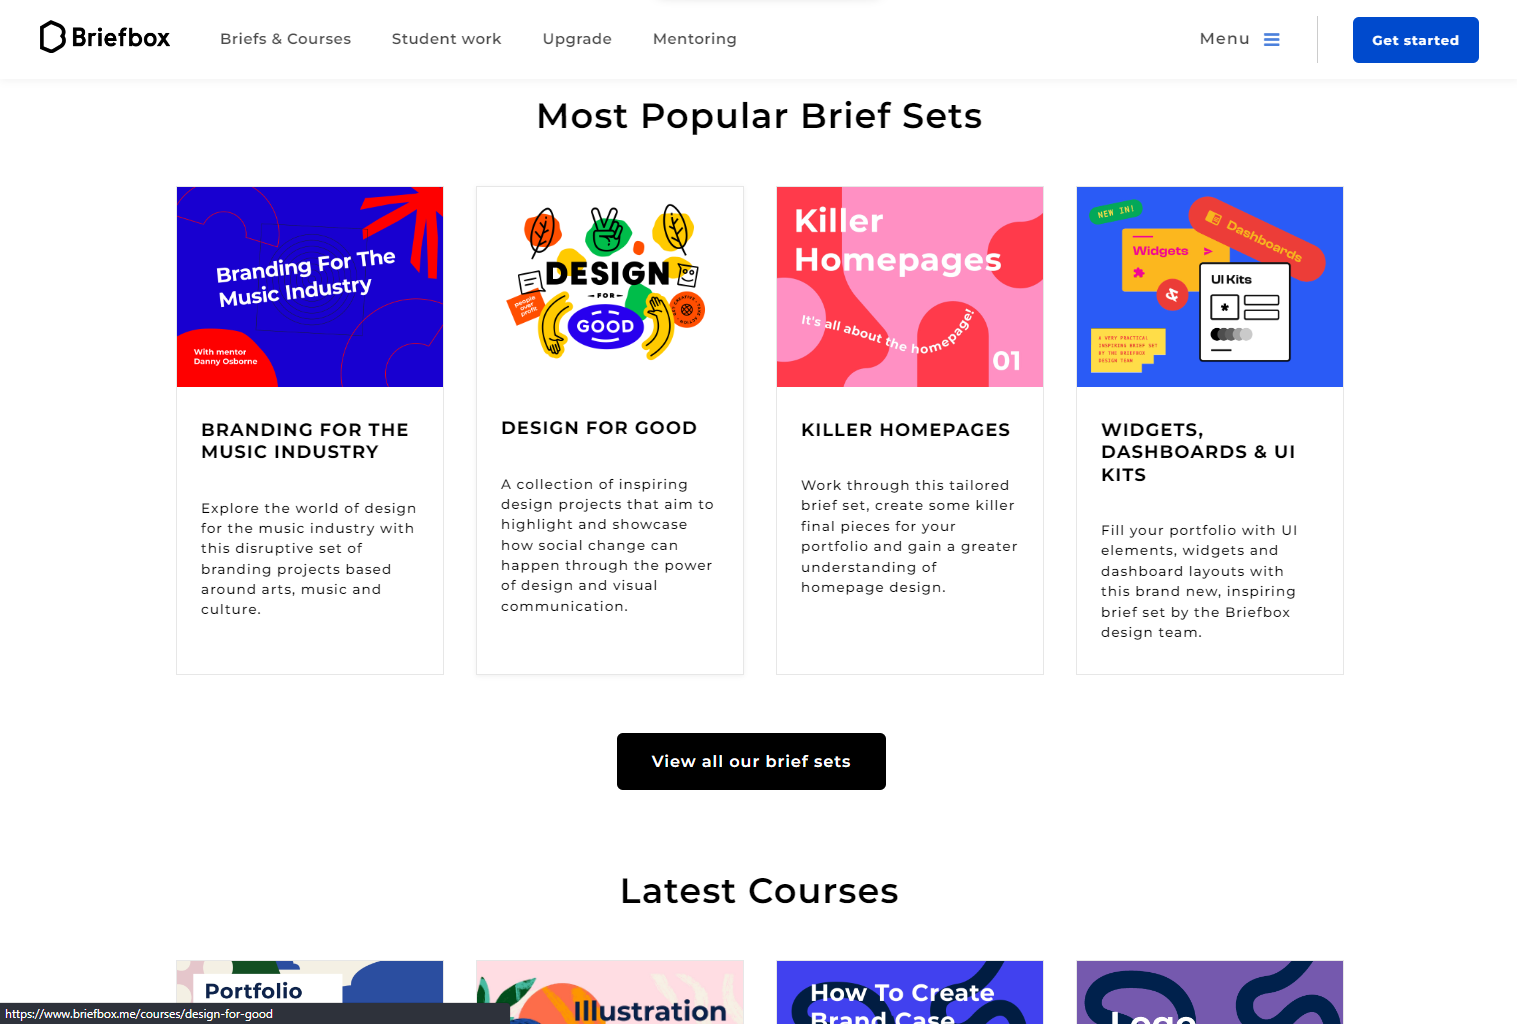 Briefbox
Briefs & Courses
Student work
Upgrade
Mentoring
Menu
Get started
Most Popular Brief Sets
Branding For The
Music Industry
With mentor
Danny Osborne
DESIGN
FOR
GOOD
People
over
profit
Killer
Homepages
It's all about the homepage!
01
NEW IN!
Widgets
Dashboards
UI Kits
A VERY PRACTICAL
INSPIRING BRIEF SET
BY THE BRIEFBOX
DESIGN TEAM
BRANDING FOR THE
MUSIC INDUSTRY
Explore the world of design
for the music industry with
this disruptive set of
branding projects based
around arts, music and
culture.
DESIGN FOR GOOD
A collection of inspiring
design projects that aim to
highlight and showcase
how social change can
happen through the power
of design and visual
communication.
KILLER HOMEPAGES
Work through this tailored
brief set, create some killer
final pieces for your
portfolio and gain a greater
understanding of
homepage design.
WIDGETS,
DASHBOARDS & UI
KITS
Fill your portfolio with UI
elements, widgets and
dashboard layouts with
this brand new, inspiring
brief set by the Briefbox
design team.
View all our brief sets
Latest Courses
Portfolio
Illustration
How To Create
Brand Case
Logo
https://www.briefbox.me/courses/design-for-good